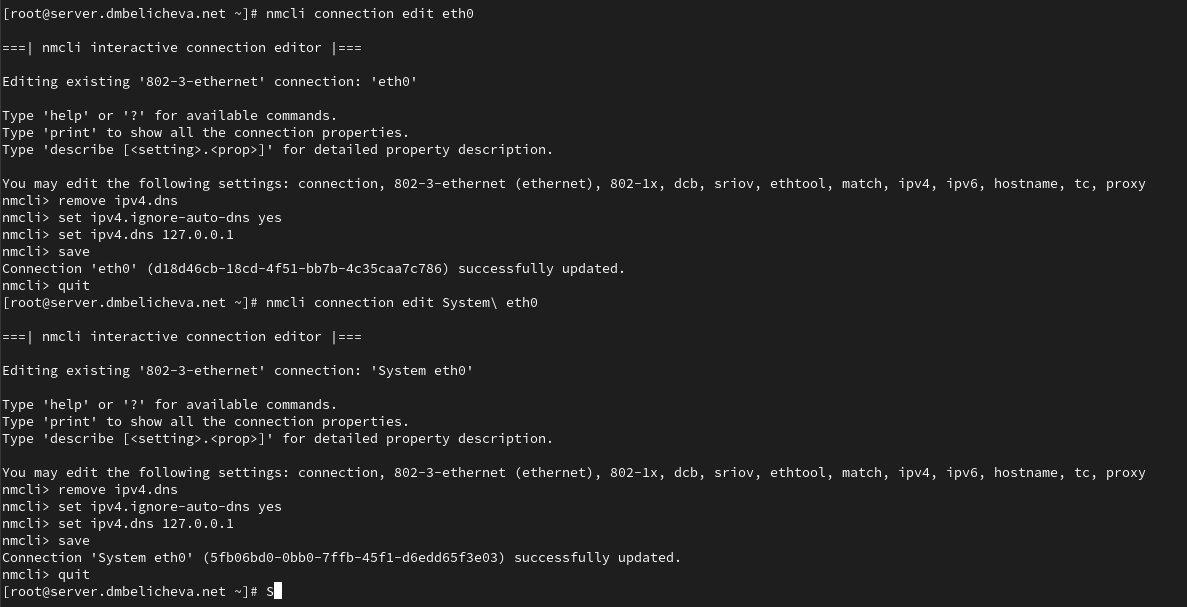 [root@server.dmbelicheva.net ~]# nmcli connection edit eth0
===| nmcli interactive connection editor |===
Editing existing '802-3-ethernet' connection: 'eth0'
Type 'help' or '?' for available commands.
Type 'print' to show all the connection properties.
Type 'describe [<setting>.<prop>]' for detailed property description.
You may edit the following settings: connection, 802-3-ethernet (ethernet), 802-1x, dcb, sriov, ethtool, match, ipv4, ipv6, hostname, tc, proxy
nmcli> remove ipv4.dns
nmcli> set ipv4.ignore-auto-dns yes
nmcli> set ipv4.dns 127.0.0.1
nmcli> save
Connection 'eth0' (d18d46cb-18cd-4f51-bb7b-4c35caa7c786) successfully updated.
nmcli> quit
[root@server.dmbelicheva.net ~]# nmcli connection edit System\ eth0
===| nmcli interactive connection editor |===
Editing existing '802-3-ethernet' connection: 'System eth0'
Type 'help' or '?' for available commands.
Type 'print' to show all the connection properties.
Type 'describe [<setting>.<prop>]' for detailed property description.
You may edit the following settings: connection, 802-3-ethernet (ethernet), 802-1x, dcb, sriov, ethtool, match, ipv4, ipv6, hostname, tc, proxy
nmcli> remove ipv4.dns
nmcli> set ipv4.ignore-auto-dns yes
nmcli> set ipv4.dns 127.0.0.1
nmcli> save
Connection 'System eth0' (5fb06bd0-0bb0-7ffb-45f1-d6edd65f3e03) successfully updated.
nmcli> quit
[root@server.dmbelicheva.net ~]# S